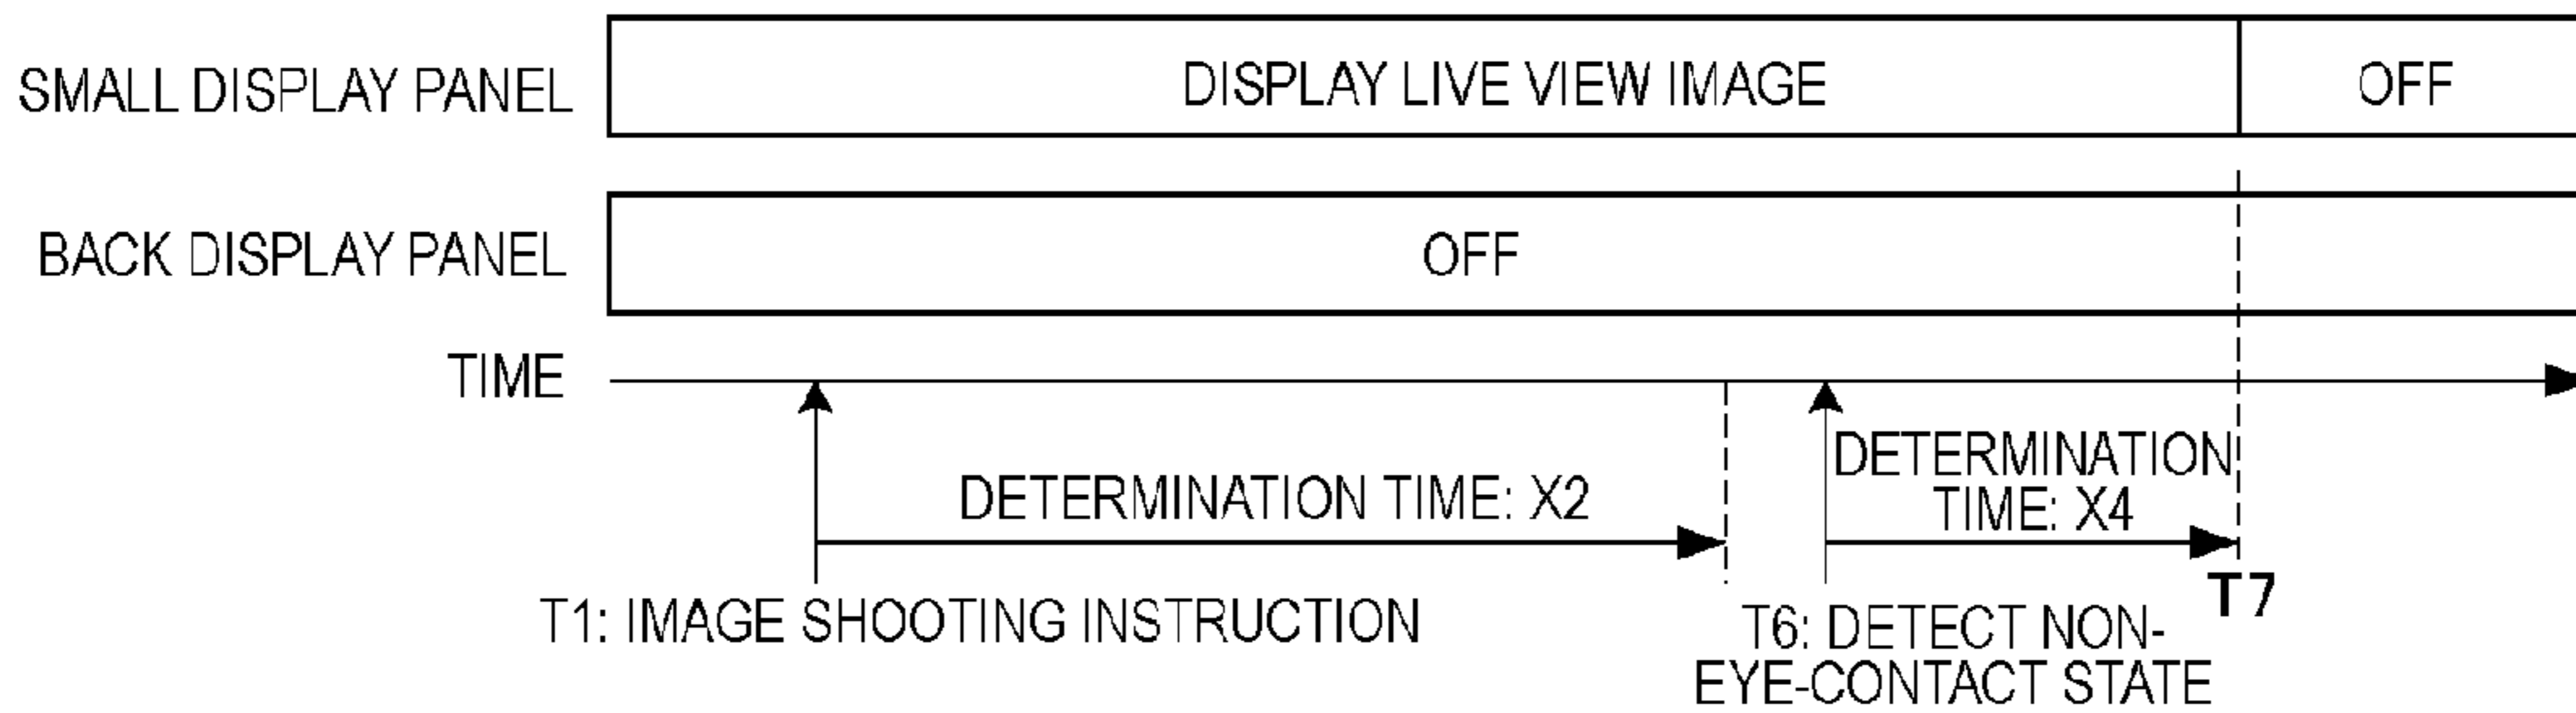 SMALL DISPLAY PANEL
DISPLAY LIVE VIEW IMAGE
OFF
BACK DISPLAY PANEL
OFF
TIME
DETERMINATION TIME: X2
DETERMINATION
TIME: X4
T1: IMAGE SHOOTING INSTRUCTION
T6: DETECT NON-
EYE-CONTACT STATE
T7